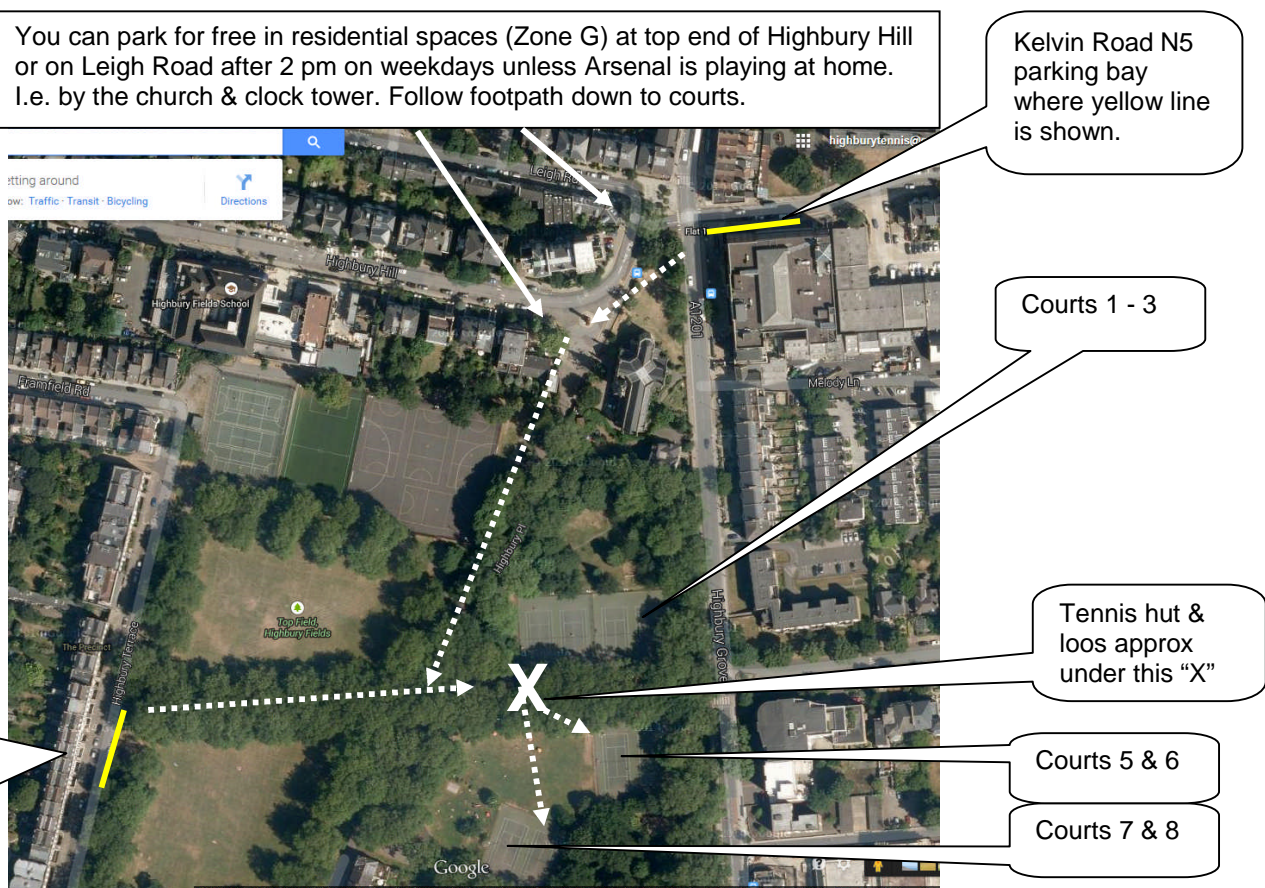 You can park for free in residential spaces (Zone G) at top end of Highbury Hill
or on Leigh Road after 2 pm on weekdays unless Arsenal is playing at home.
I.e. by the church & clock tower. Follow footpath down to courts.
Kelvin Road N5
parking bay
where yellow line
is shown.
highburytennis@
etting around
ow: Traffic · Transit · Bicycling
Directions
Leigh Rd
Flat 1
Highbury Hill
Highbury Fields School
A1201
Courts 1 - 3
Framfield Rd
Melody Ln
Highbury Pl
Top Field,
Highbury Fields
The Precinct
Highbury Terrace
Highbury Grove
Tennis hut &
loos approx
under this “X”
X
Courts 5 & 6
Courts 7 & 8
Google